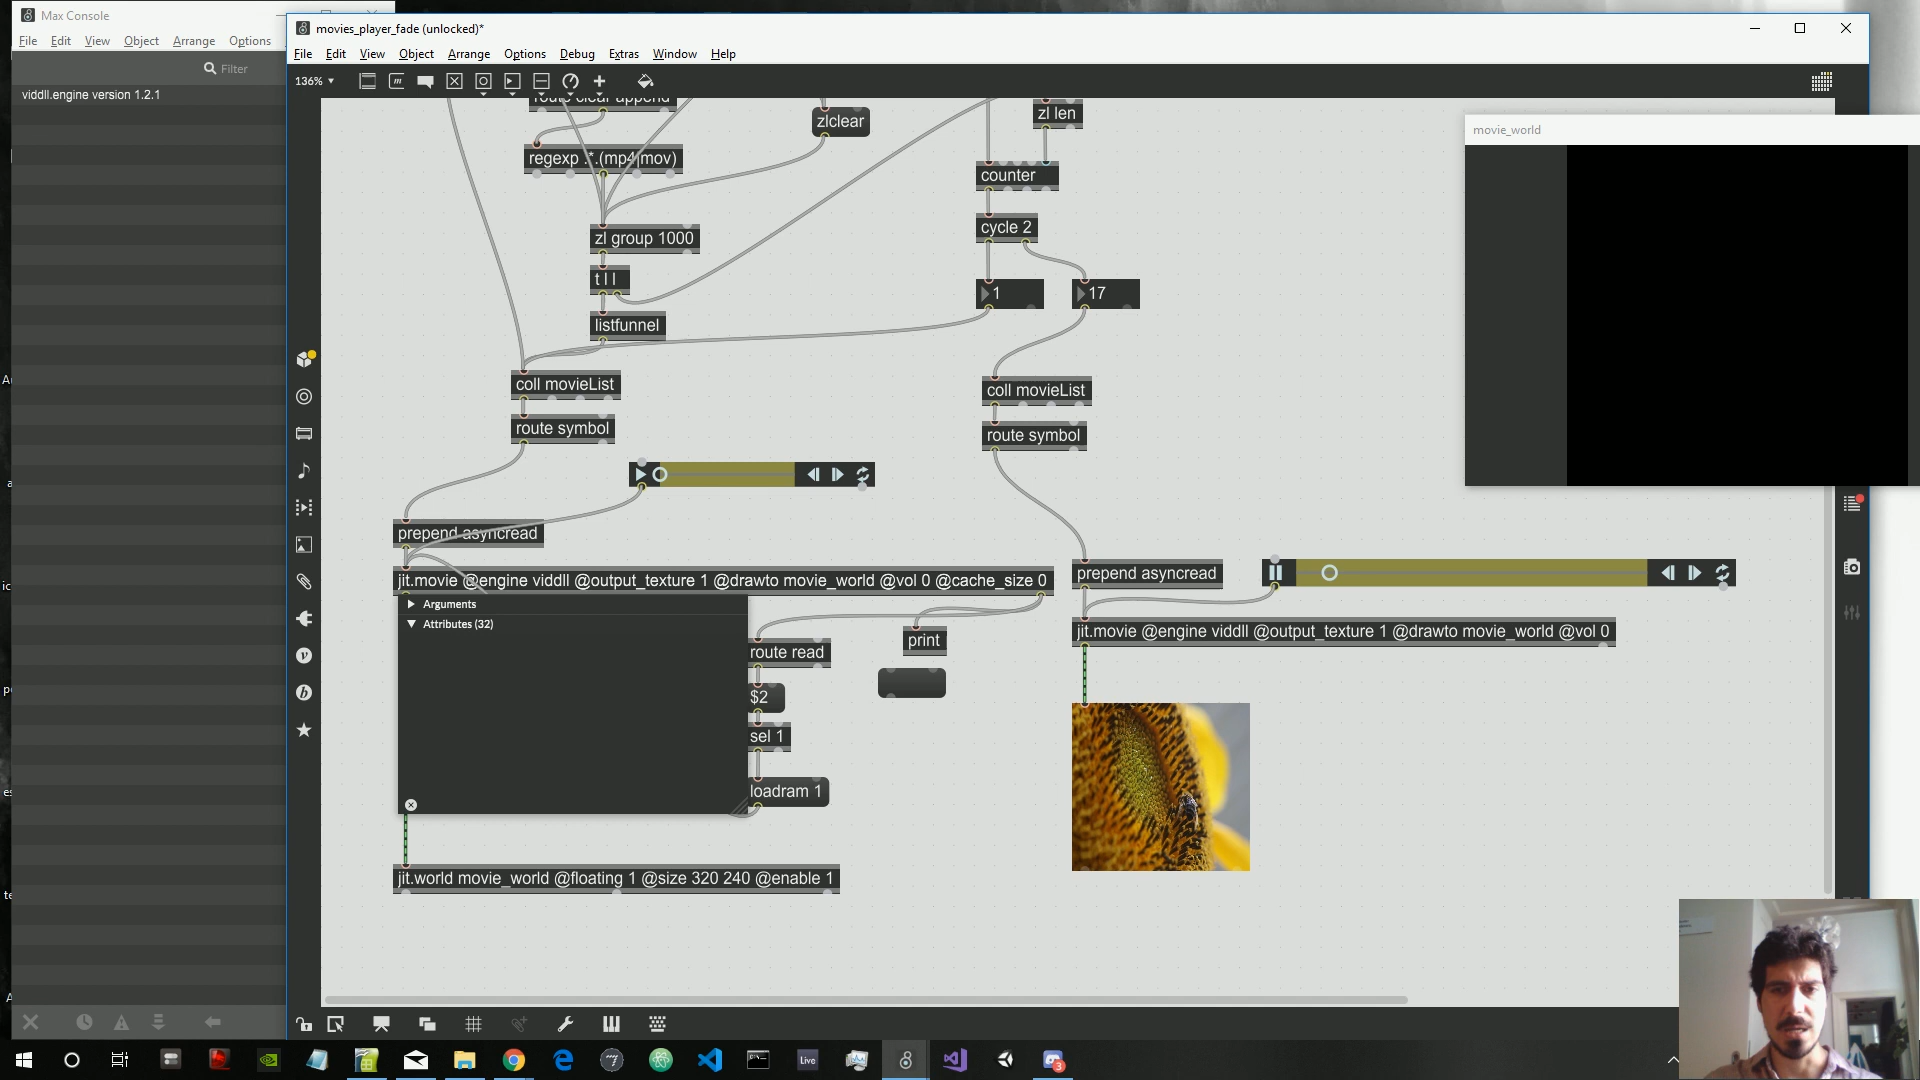 Max Console
File Edit View Object Arrange Options
Filter
viddll.engine version 1.2.1
movies_player_fade (unlocked)*
File Edit View Object Arrange Options Debug Extras Window Help
136%
route clear append
zlclear
zl len
regexp .*.(mp4|mov)
counter
cycle 2
zl group 1000
t l l
1
17
listfunnel
coll movieList
coll movieList
route symbol
route symbol
prepend asyncread
prepend asyncread
jit.movie @engine viddll @output_texture 1 @drawto movie_world @vol 0 @cache_size 0
Arguments
Attributes (32)
jit.movie @engine viddll @output_texture 1 @drawto movie_world @vol 0
print
route read
$2
sel 1
loadram 1
jit.world movie_world @floating 1 @size 320 240 @enable 1
movie_world
Live
3